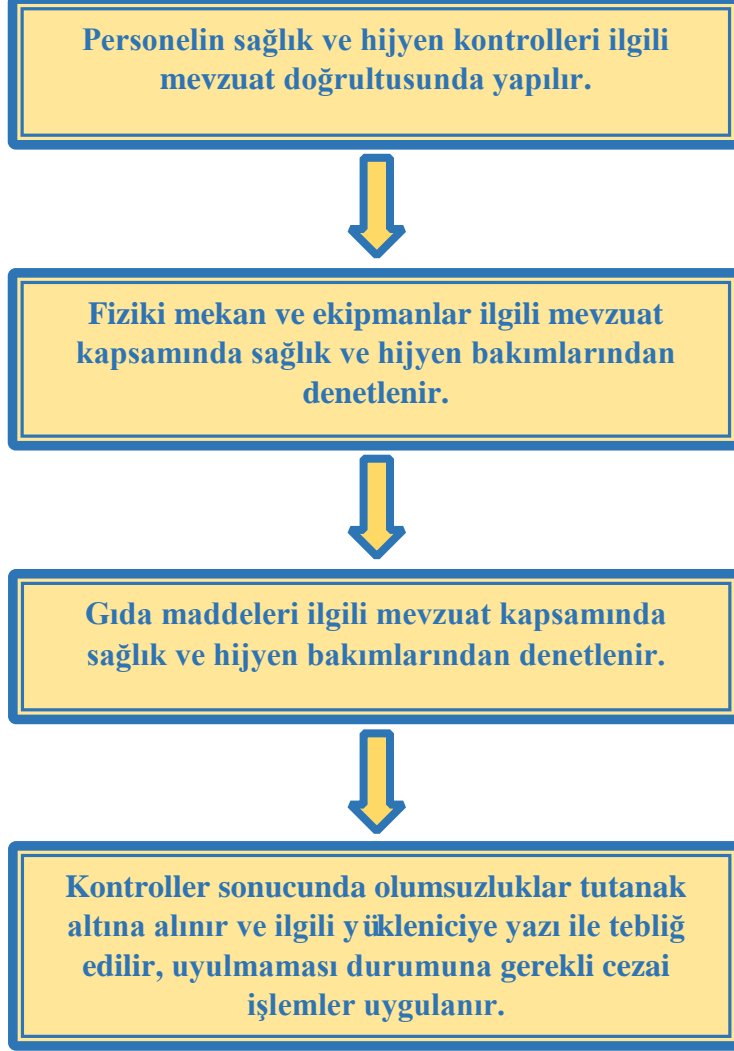 Personelin sağlık ve hijyen kontrolleri ilgili
mevzuat doğrultusunda yapılır.
Fiziki mekan ve ekipmanlar ilgili mevzuat
kapsamında sağlık ve hijyen bakımlarından
denetlenir.
Gıda maddeleri ilgili mevzuat kapsamında
sağlık ve hijyen bakımlarından denetlenir.
Kontroller sonucunda olumsuzluklar tutanak
altına alınır ve ilgili yükleniciye yazı ile tebliğ
edilir, uyulmaması durumuna gerekli cezai
işlemler uygulanır.